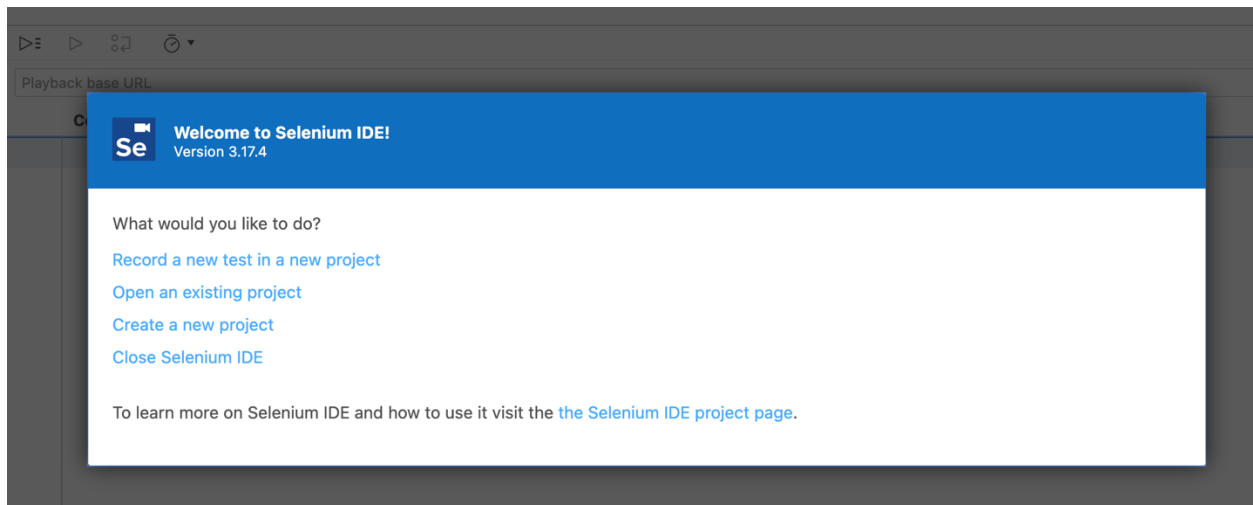 Playback base URL
Se
Welcome to Selenium IDE!
Version 3.17.4
What would you like to do?
Record a new test in a new project
Open an existing project
Create a new project
Close Selenium IDE
To learn more on Selenium IDE and how to use it visit the the Selenium IDE project page.